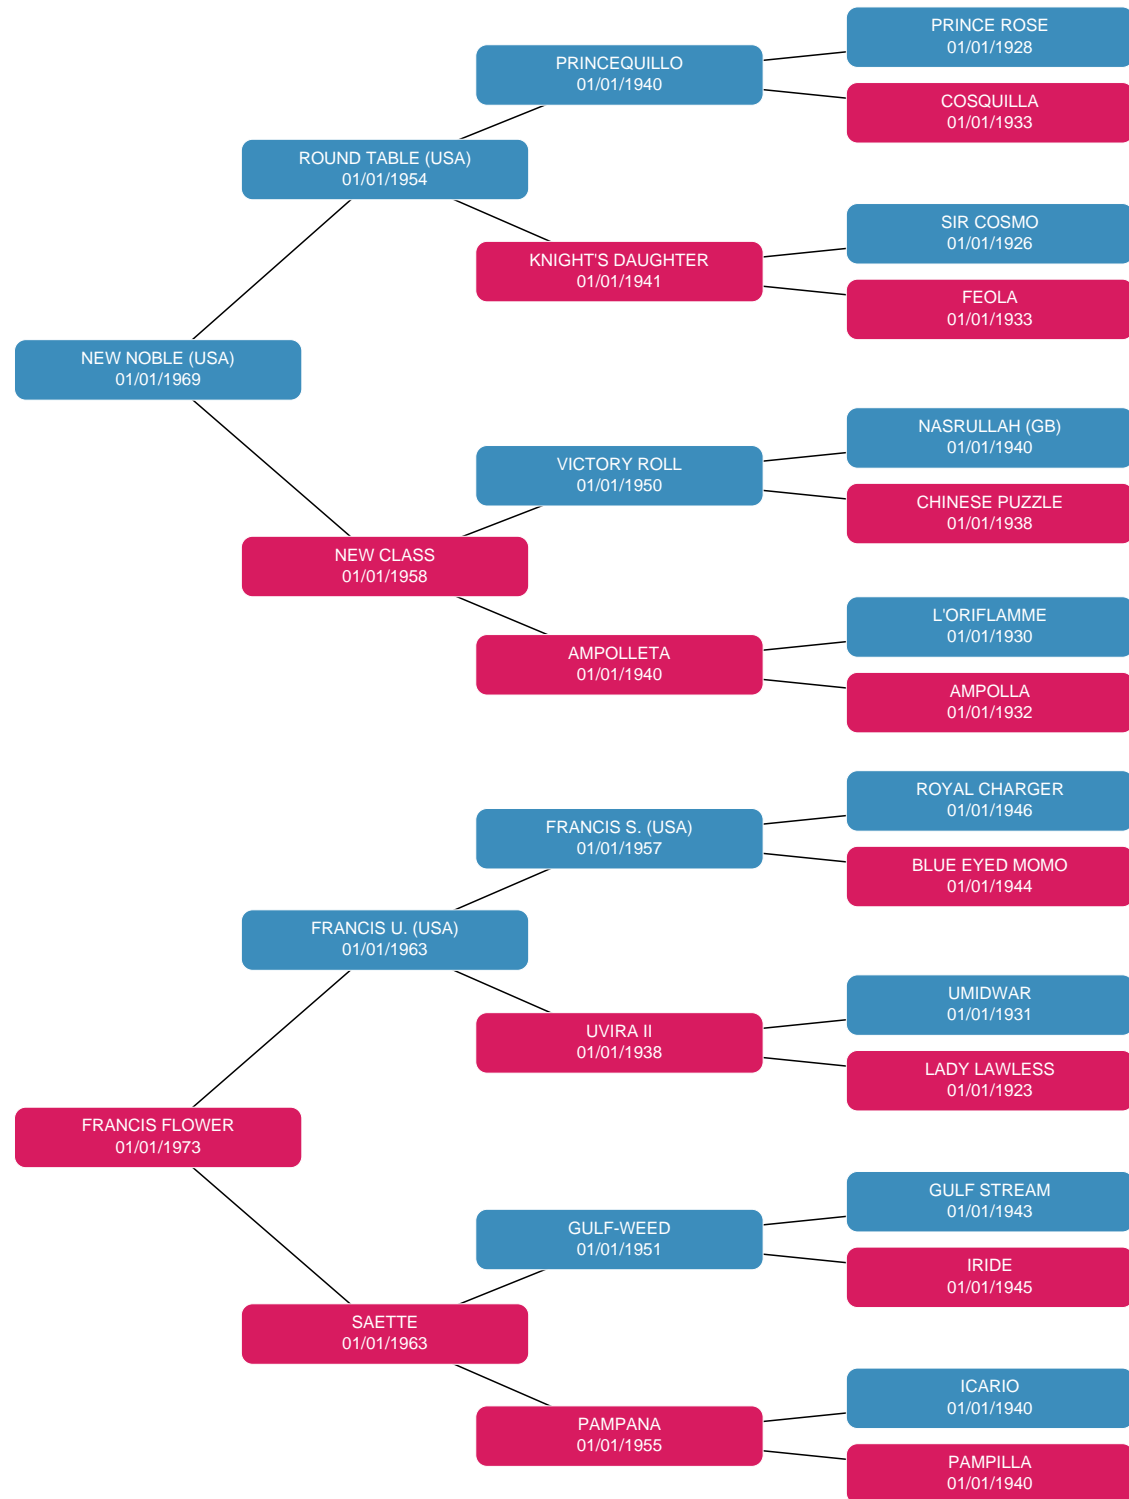 PRINCE ROSE
01/01/1928
PRINCEQUILLO
01/01/1940
COSQUILLA
01/01/1933
ROUND TABLE (USA)
01/01/1954
SIR COSMO
01/01/1926
KNIGHT'S DAUGHTER
01/01/1941
FEOLA
01/01/1933
NEW NOBLE (USA)
01/01/1969
NASRULLAH (GB)
01/01/1940
VICTORY ROLL
01/01/1950
CHINESE PUZZLE
01/01/1938
NEW CLASS
01/01/1958
L'ORIFLAMME
01/01/1930
AMPOLLETA
01/01/1940
AMPOLLA
01/01/1932
ROYAL CHARGER
01/01/1946
FRANCIS S. (USA)
01/01/1957
BLUE EYED MOMO
01/01/1944
FRANCIS U. (USA)
01/01/1963
UMIDWAR
01/01/1931
UVIRA II
01/01/1938
LADY LAWLESS
01/01/1923
FRANCIS FLOWER
01/01/1973
GULF STREAM
01/01/1943
GULF-WEED
01/01/1951
IRIDE
01/01/1945
SAETTE
01/01/1963
ICARIO
01/01/1940
PAMPANA
01/01/1955
PAMPILLA
01/01/1940